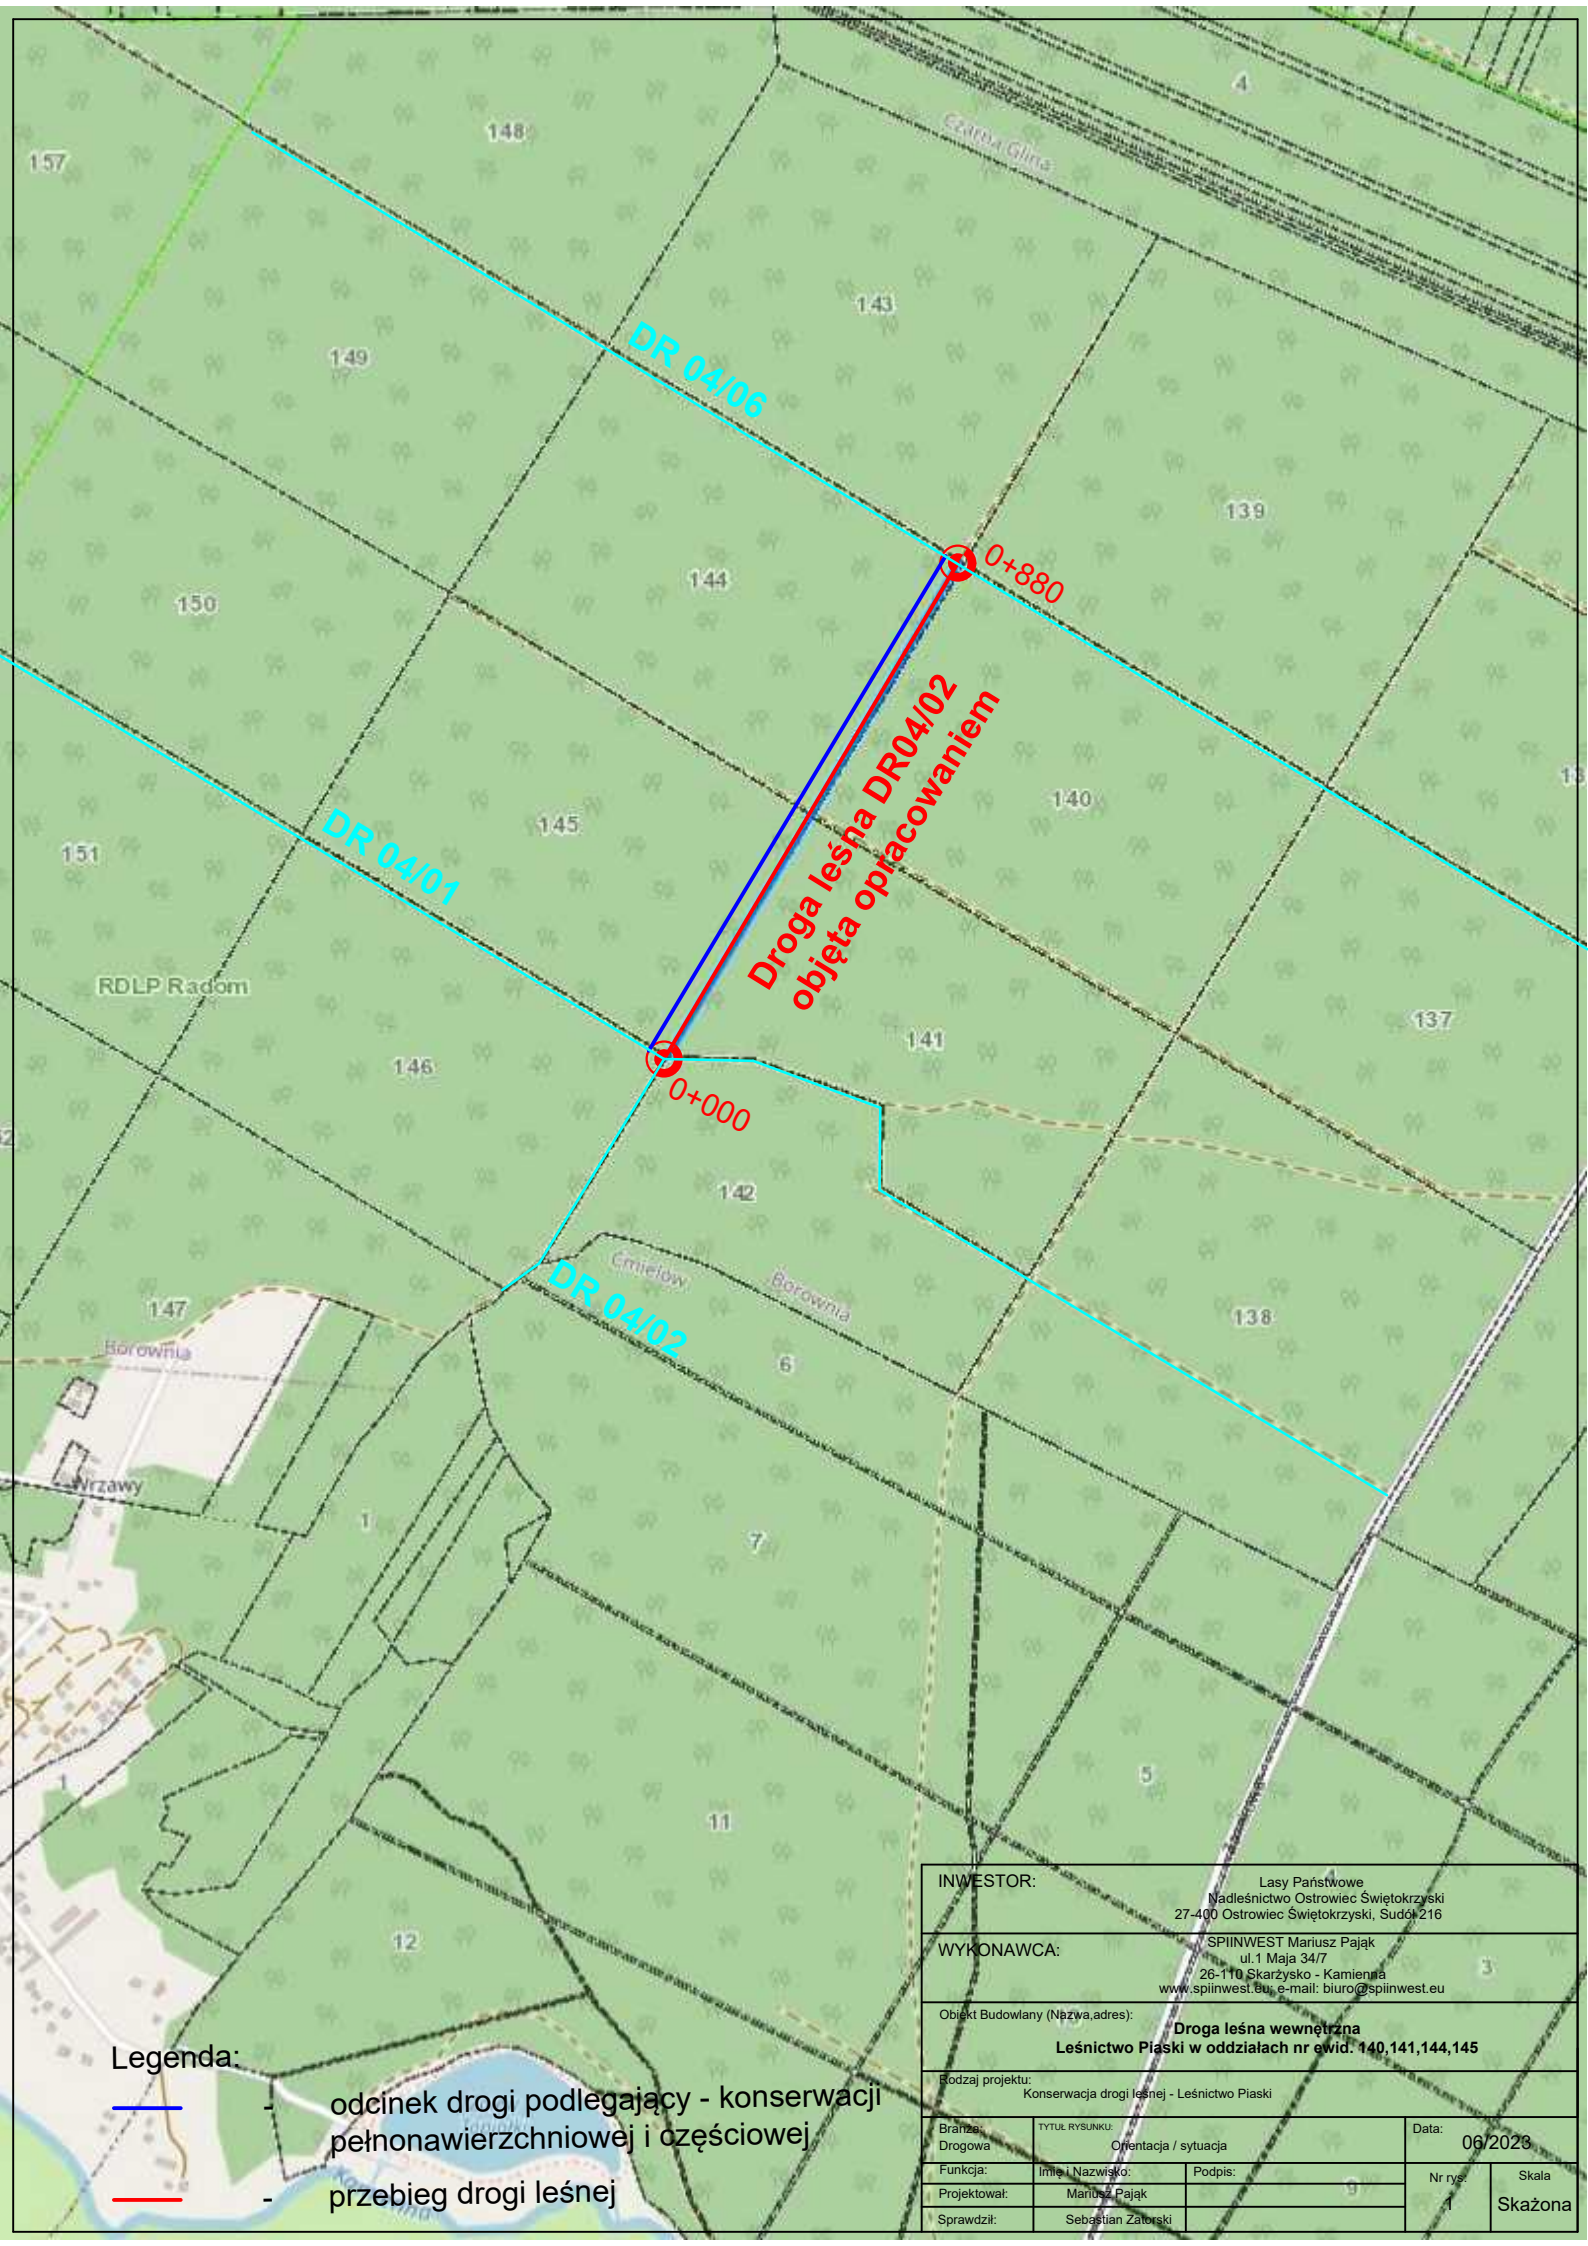 4
Czarna Glina
148
157
143
149
DR 04/06
139
0+880
144
150
Droga leśna DR04/02
objęta opracowaniem
13
140
145
DR 04/01
151
RDLP Radom
137
141
146
0+000
142
Ćmielów
Borownia
DR 04/02
147
Borownia
138
6
Wrzawy
1
7
1
5
11
12
4
3
9
Legenda:
- odcinek drogi podlegający - konserwacji
pełnonawierzchniowej i częściowej
- przebieg drogi leśnej
INWESTOR:
Lasy Państwowe
Nadleśnictwo Ostrowiec Świętokrzyski
27-400 Ostrowiec Świętokrzyski, Sudół 216
WYKONAWCA:
SPIINWEST Mariusz Pająk
ul.1 Maja 34/7
26-110 Skarżysko - Kamienna
www.spiinwest.eu; e-mail: biuro@spiinwest.eu
Obiekt Budowlany (Nazwa,adres):
Droga leśna wewnętrzna
Leśnictwo Piaski w oddziałach nr ewid. 140,141,144,145
Rodzaj projektu:
Konserwacja drogi leśnej - Leśnictwo Piaski
Branża:
Drogowa
TYTUŁ RYSUNKU:
Orientacja / sytuacja
Data:
06/2023
Funkcja:
Imię i Nazwisko:
Podpis:
Nr rys:
1
Skala
Skażona
Projektował:
Mariusz Pająk
Sprawdził:
Sebastian Zatorski